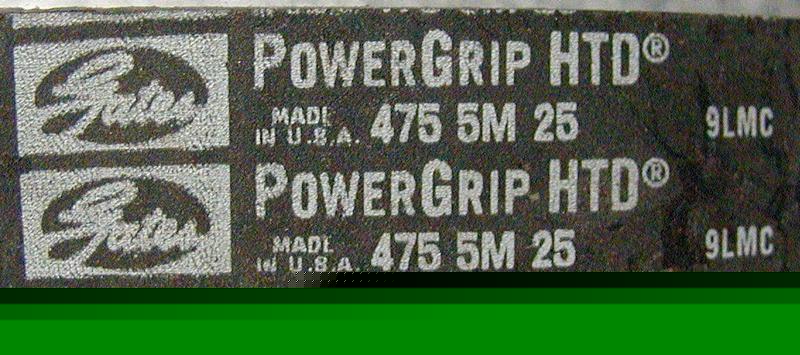 Gates
POWERGRIP HTD®
MADE IN U.S.A. 475 5M 25 9LMC
Gates
POWERGRIP HTD®
MADE IN U.S.A. 475 5M 25 9LMC